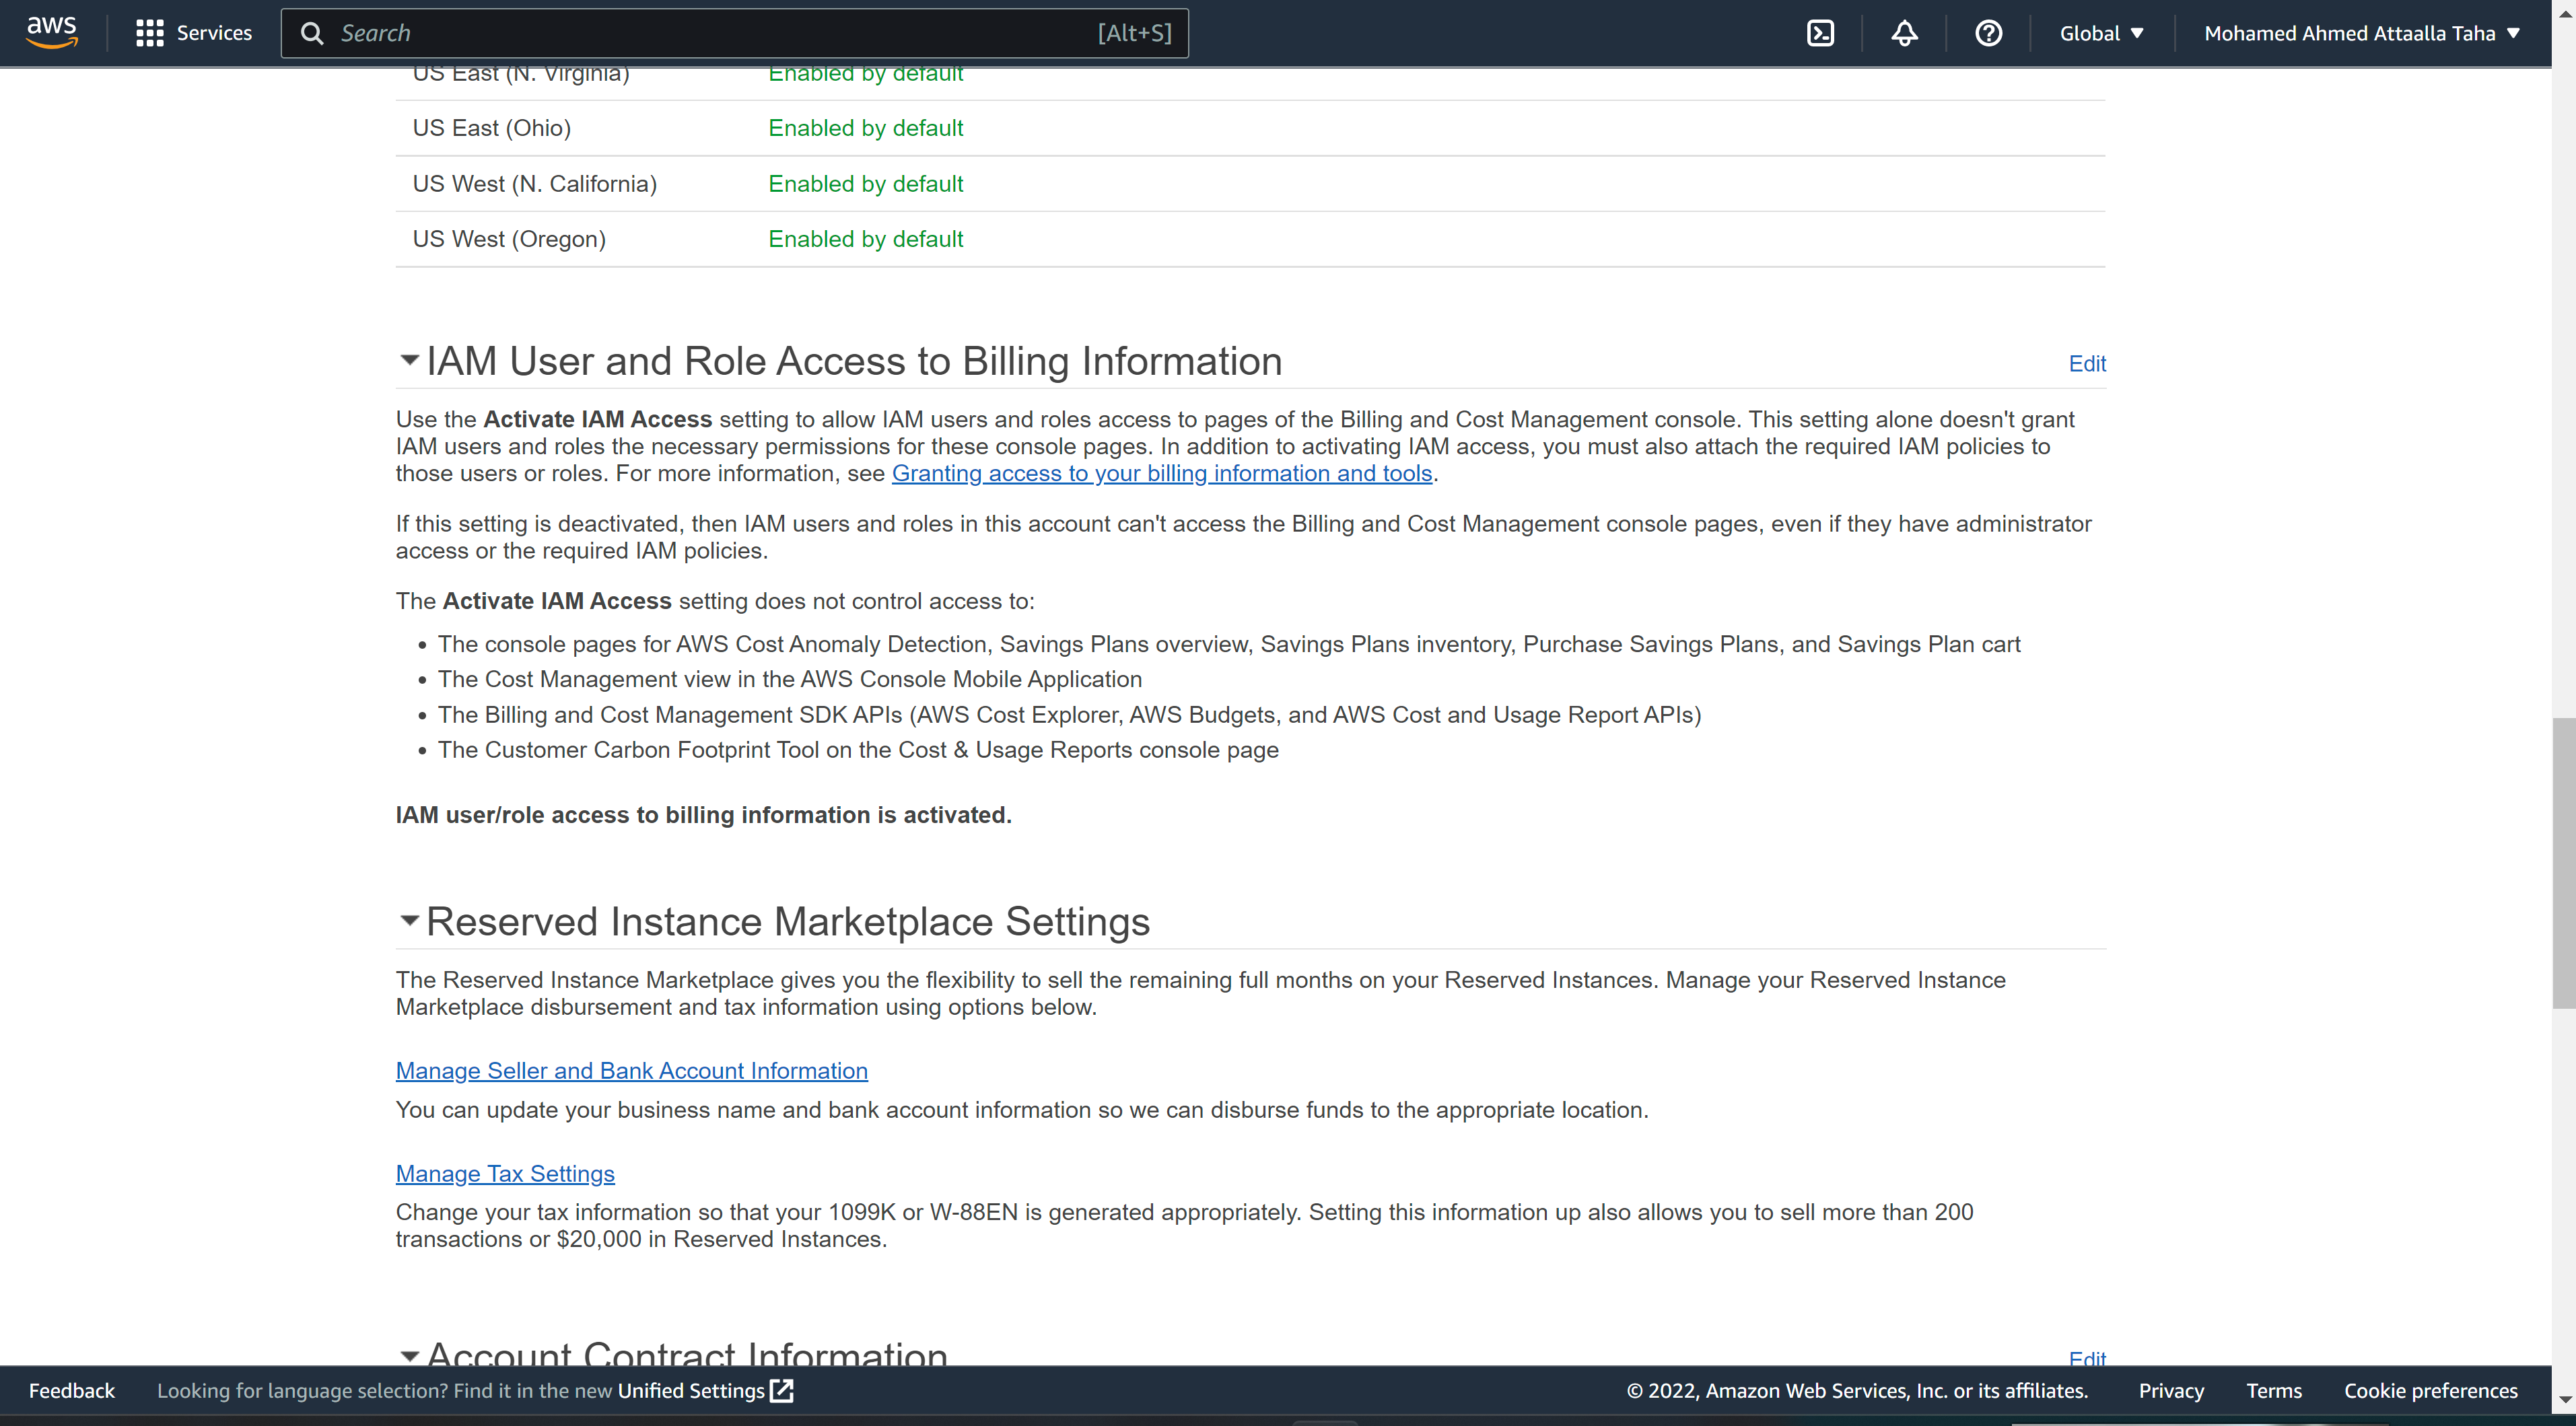 aws Services Search [Alt+S] Global Mohamed Ahmed Attaalla Taha
US East (N. Virginia) Enabled by default
US East (Ohio) Enabled by default
US West (N. California) Enabled by default
US West (Oregon) Enabled by default
IAM User and Role Access to Billing Information Edit
Use the Activate IAM Access setting to allow IAM users and roles access to pages of the Billing and Cost Management console. This setting alone doesn't grant
IAM users and roles the necessary permissions for these console pages. In addition to activating IAM access, you must also attach the required IAM policies to
those users or roles. For more information, see Granting access to your billing information and tools.
If this setting is deactivated, then IAM users and roles in this account can't access the Billing and Cost Management console pages, even if they have administrator
access or the required IAM policies.
The Activate IAM Access setting does not control access to:
• The console pages for AWS Cost Anomaly Detection, Savings Plans overview, Savings Plans inventory, Purchase Savings Plans, and Savings Plan cart
• The Cost Management view in the AWS Console Mobile Application
• The Billing and Cost Management SDK APIs (AWS Cost Explorer, AWS Budgets, and AWS Cost and Usage Report APIs)
• The Customer Carbon Footprint Tool on the Cost & Usage Reports console page
IAM user/role access to billing information is activated.
Reserved Instance Marketplace Settings
The Reserved Instance Marketplace gives you the flexibility to sell the remaining full months on your Reserved Instances. Manage your Reserved Instance
Marketplace disbursement and tax information using options below.
Manage Seller and Bank Account Information
You can update your business name and bank account information so we can disburse funds to the appropriate location.
Manage Tax Settings
Change your tax information so that your 1099K or W-88EN is generated appropriately. Setting this information up also allows you to sell more than 200
transactions or $20,000 in Reserved Instances.
Account Contract Information Edit
Feedback Looking for language selection? Find it in the new Unified Settings © 2022, Amazon Web Services, Inc. or its affiliates. Privacy Terms Cookie preferences